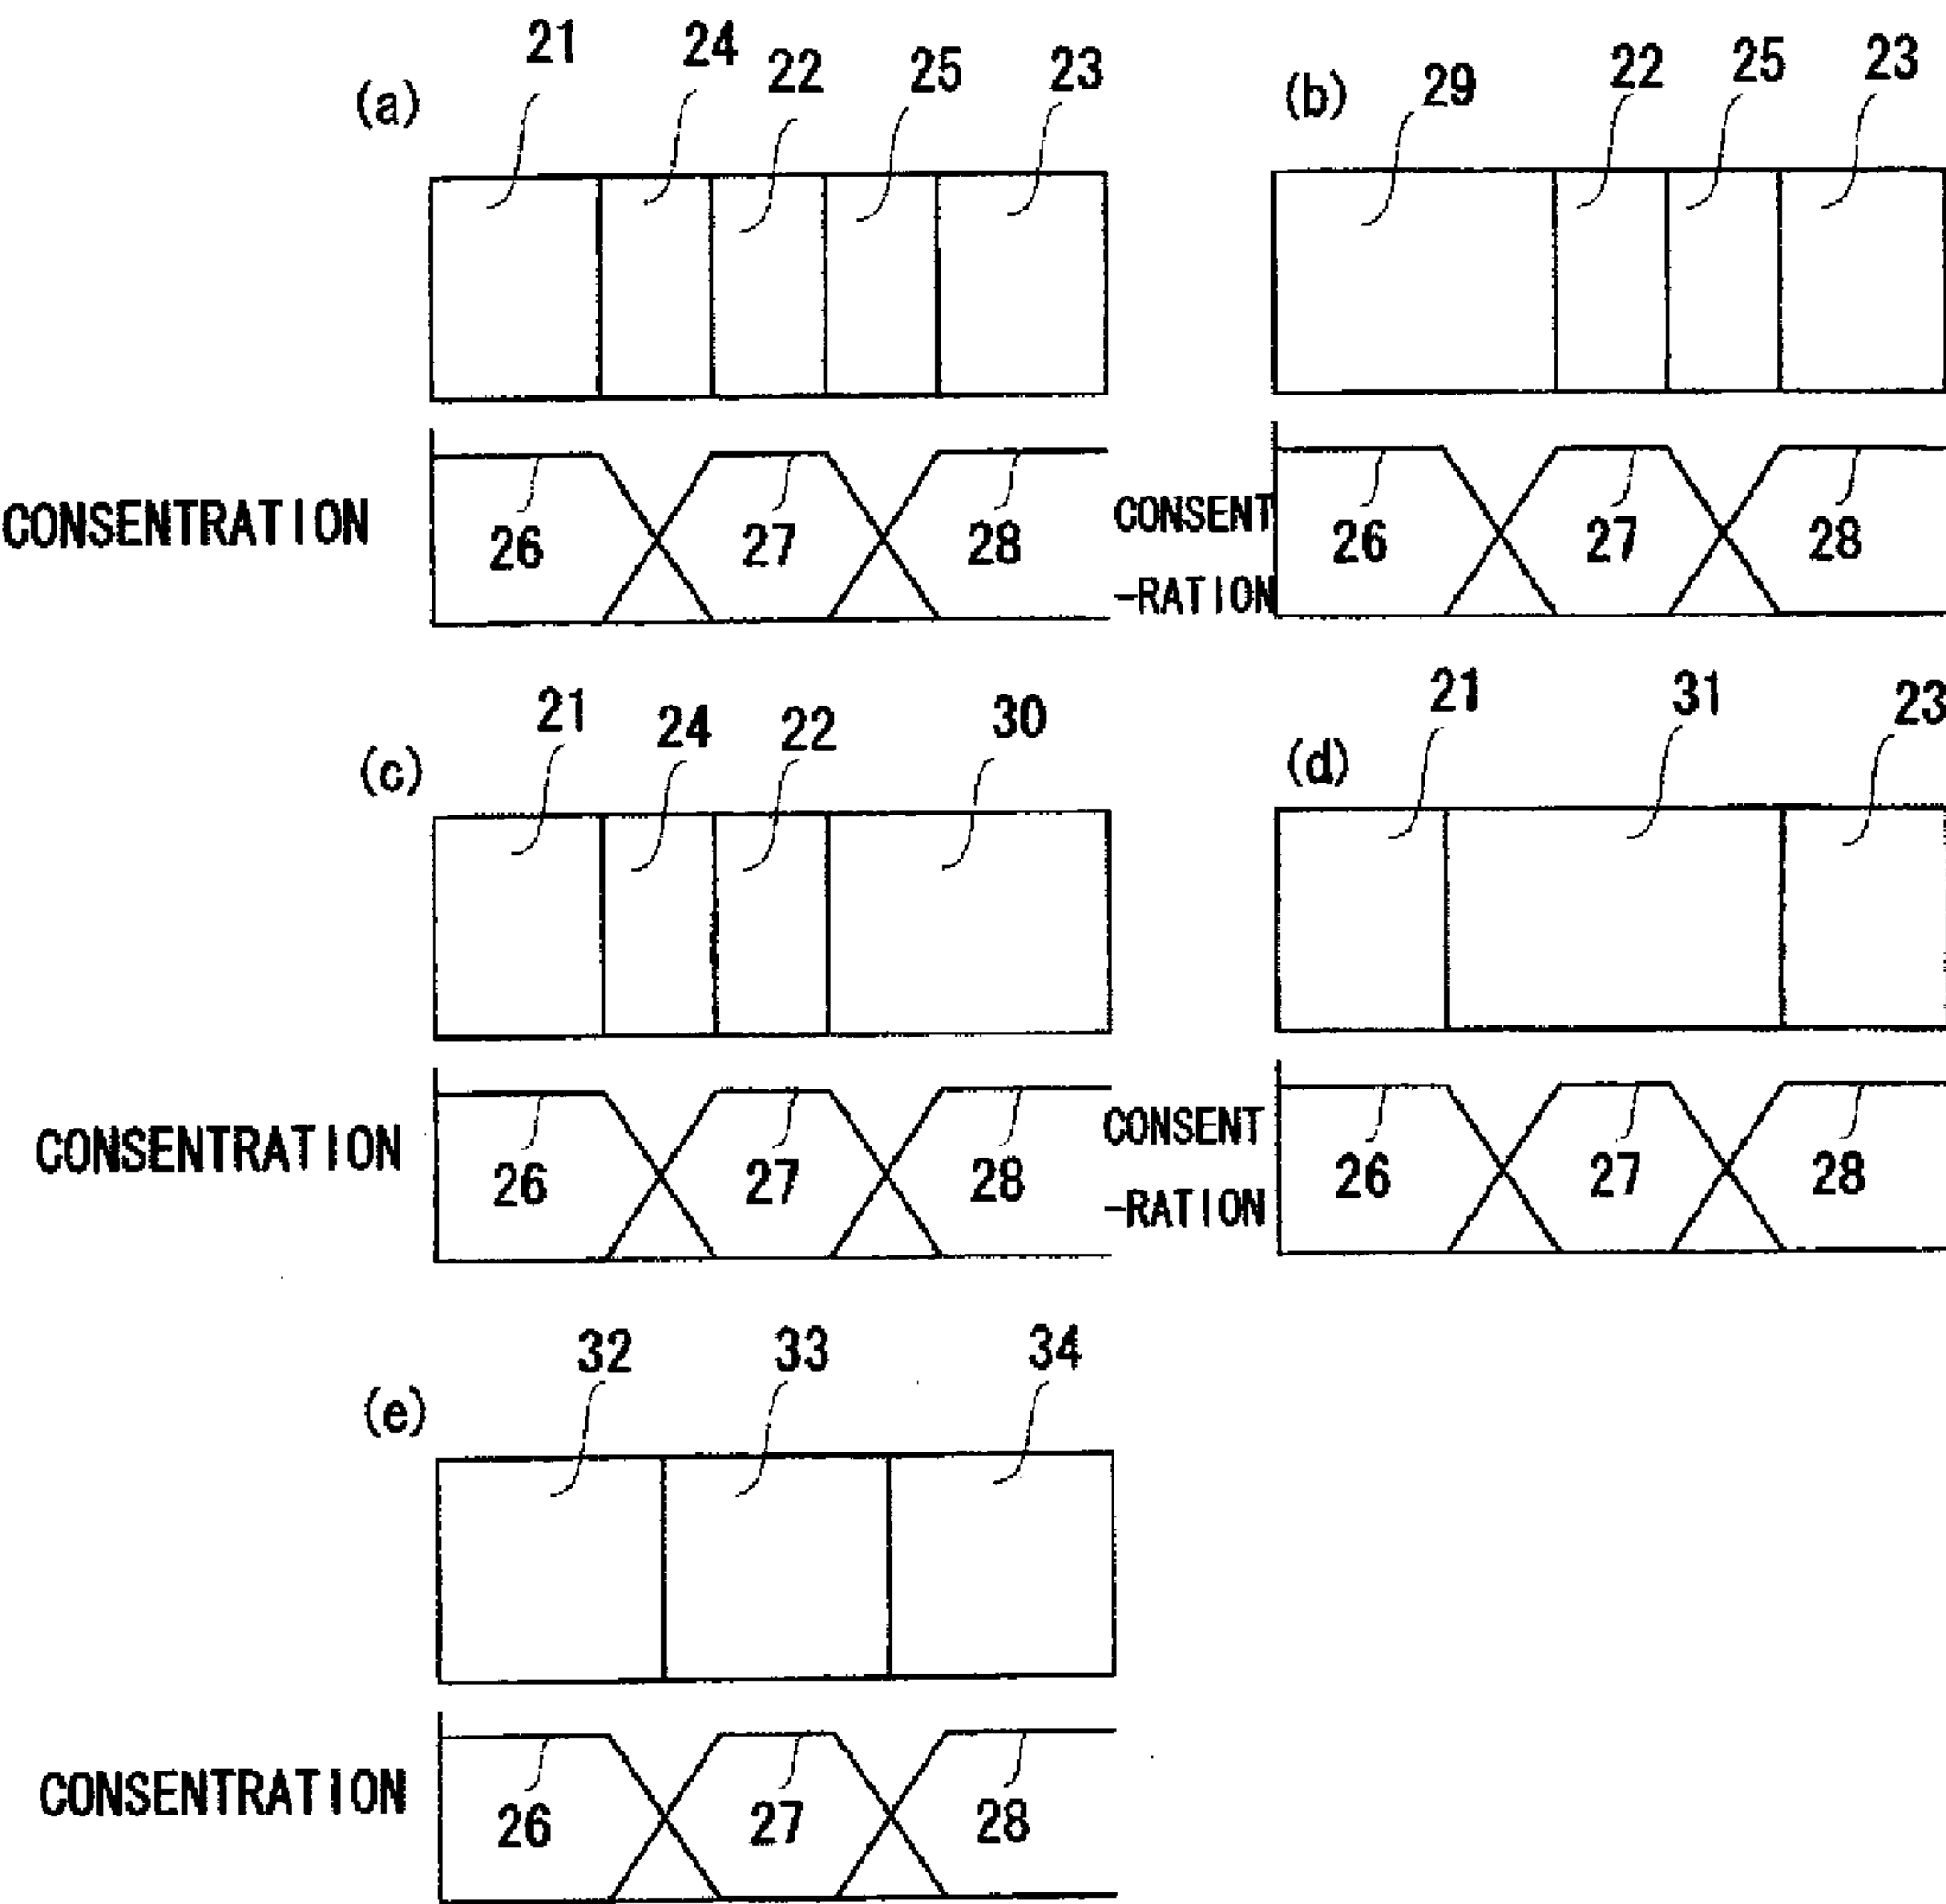 (a) 21 24 22 25 23
CONSENTRATION 26 27 28
(b) 29 22 25 23
CONSENT
-RATION
26 27 28
(c) 21 24 22 30
CONSENTRATION 26 27 28
(d) 21 31 23
CONSENT
-RATION
26 27 28
(e) 32 33 34
CONSENTRATION 26 27 28